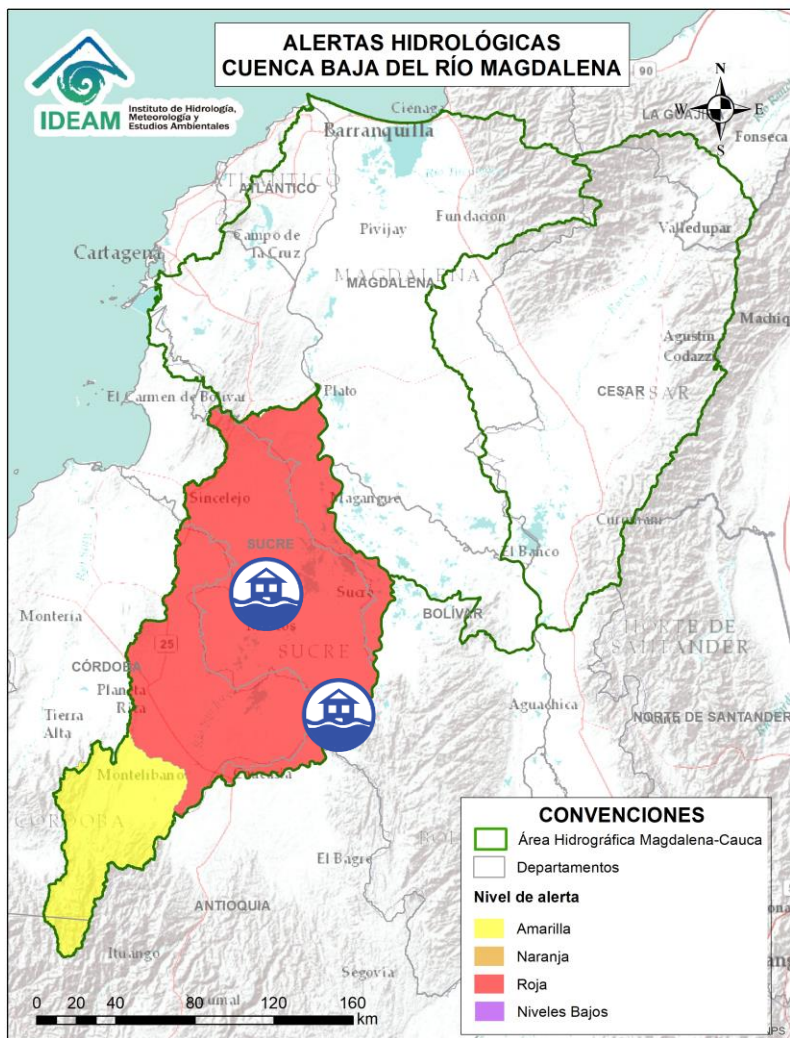 ALERTAS HIDROLÓGICAS
CUENCA BAJA DEL RÍO MAGDALENA
IDEAM
Instituto de Hidrología,
Meteorología y
Estudios Ambientales
N
W
E
S
90
LA GUAJIRA
Fonseca
Ciénaga
Barranquilla
ATLÁNTICO
Fundación
Pivijay
Campo de
la Cruz
Valledupar
Cartagena
MAGDALENA
MAGDALENA
Agustín
Codazzi
Machiq
CESAR
CESAR
El Carmen de Bolívar
Plato
Sincelejo
Magangué
SUCRE
El Banco
Sucre
Montería
BOLÍVAR
25
SUCRE
NORTE DE
SANTANDER
CÓRDOBA
Planeta
Rica
Aguachica
Tierra
Alta
NORTE DE SANTANDER
Montelíbano
CÓRDOBA
El Bagre
ANTIOQUIA
Ituango
Segovia
CONVENCIONES
Área Hidrográfica Magdalena-Cauca
Departamentos
Nivel de alerta
Amarilla
Naranja
Roja
Niveles Bajos
0 20 40 80 120 160
km